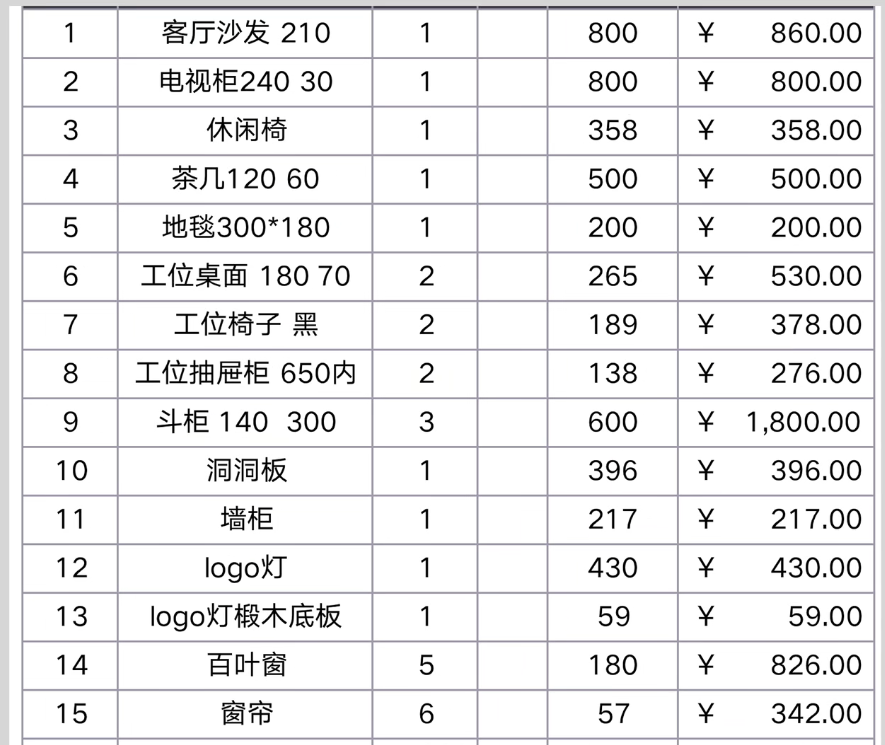 1 客厅沙发 210 1 800 ¥ 860.00
2 电视柜240 30 1 800 ¥ 800.00
3 休闲椅 1 358 ¥ 358.00
4 茶几120 60 1 500 ¥ 500.00
5 地毯300*180 1 200 ¥ 200.00
6 工位桌面 180 70 2 265 ¥ 530.00
7 工位椅子 黑 2 189 ¥ 378.00
8 工位抽屉柜 650内 2 138 ¥ 276.00
9 斗柜 140 300 3 600 ¥ 1,800.00
10 洞洞板 1 396 ¥ 396.00
11 墙柜 1 217 ¥ 217.00
12 logo灯 1 430 ¥ 430.00
13 logo灯椴木底板 1 59 ¥ 59.00
14 百叶窗 5 180 ¥ 826.00
15 窗帘 6 57 ¥ 342.00